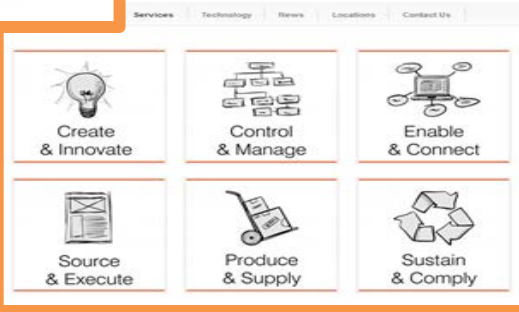 Services Technology News Locations Contact Us
Create
& Innovate
Control
& Manage
Enable
& Connect
Source
& Execute
Produce
& Supply
Sustain
& Comply